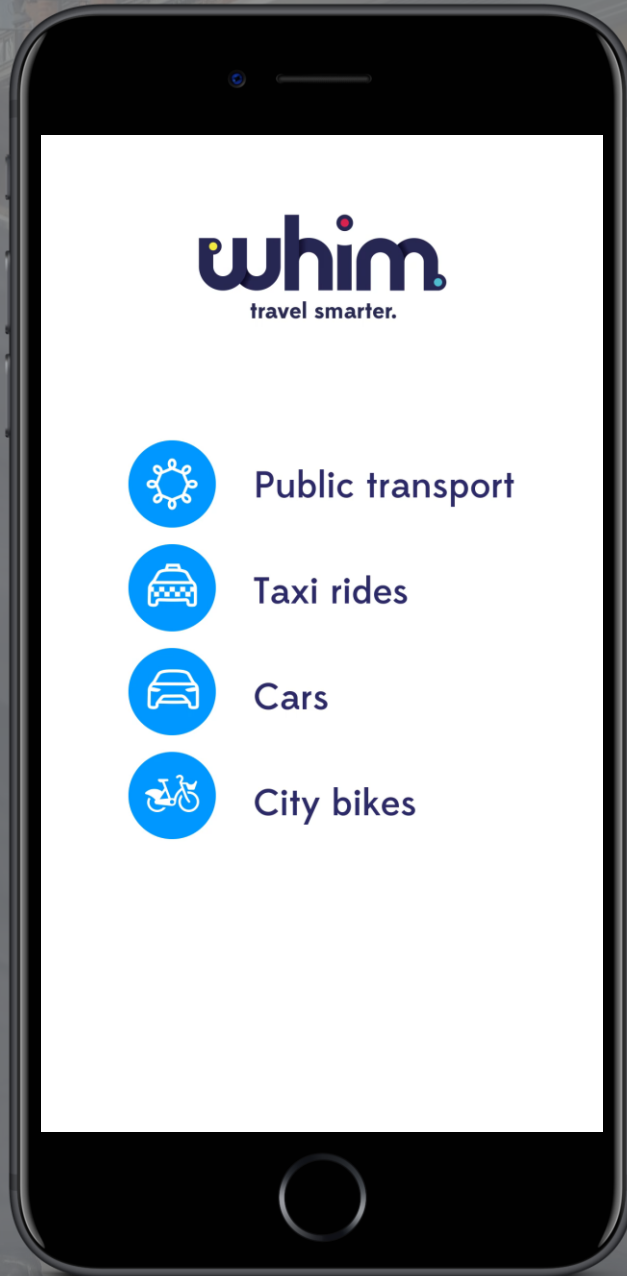 whim.
travel smarter.
Public transport
Taxi rides
Cars
City bikes